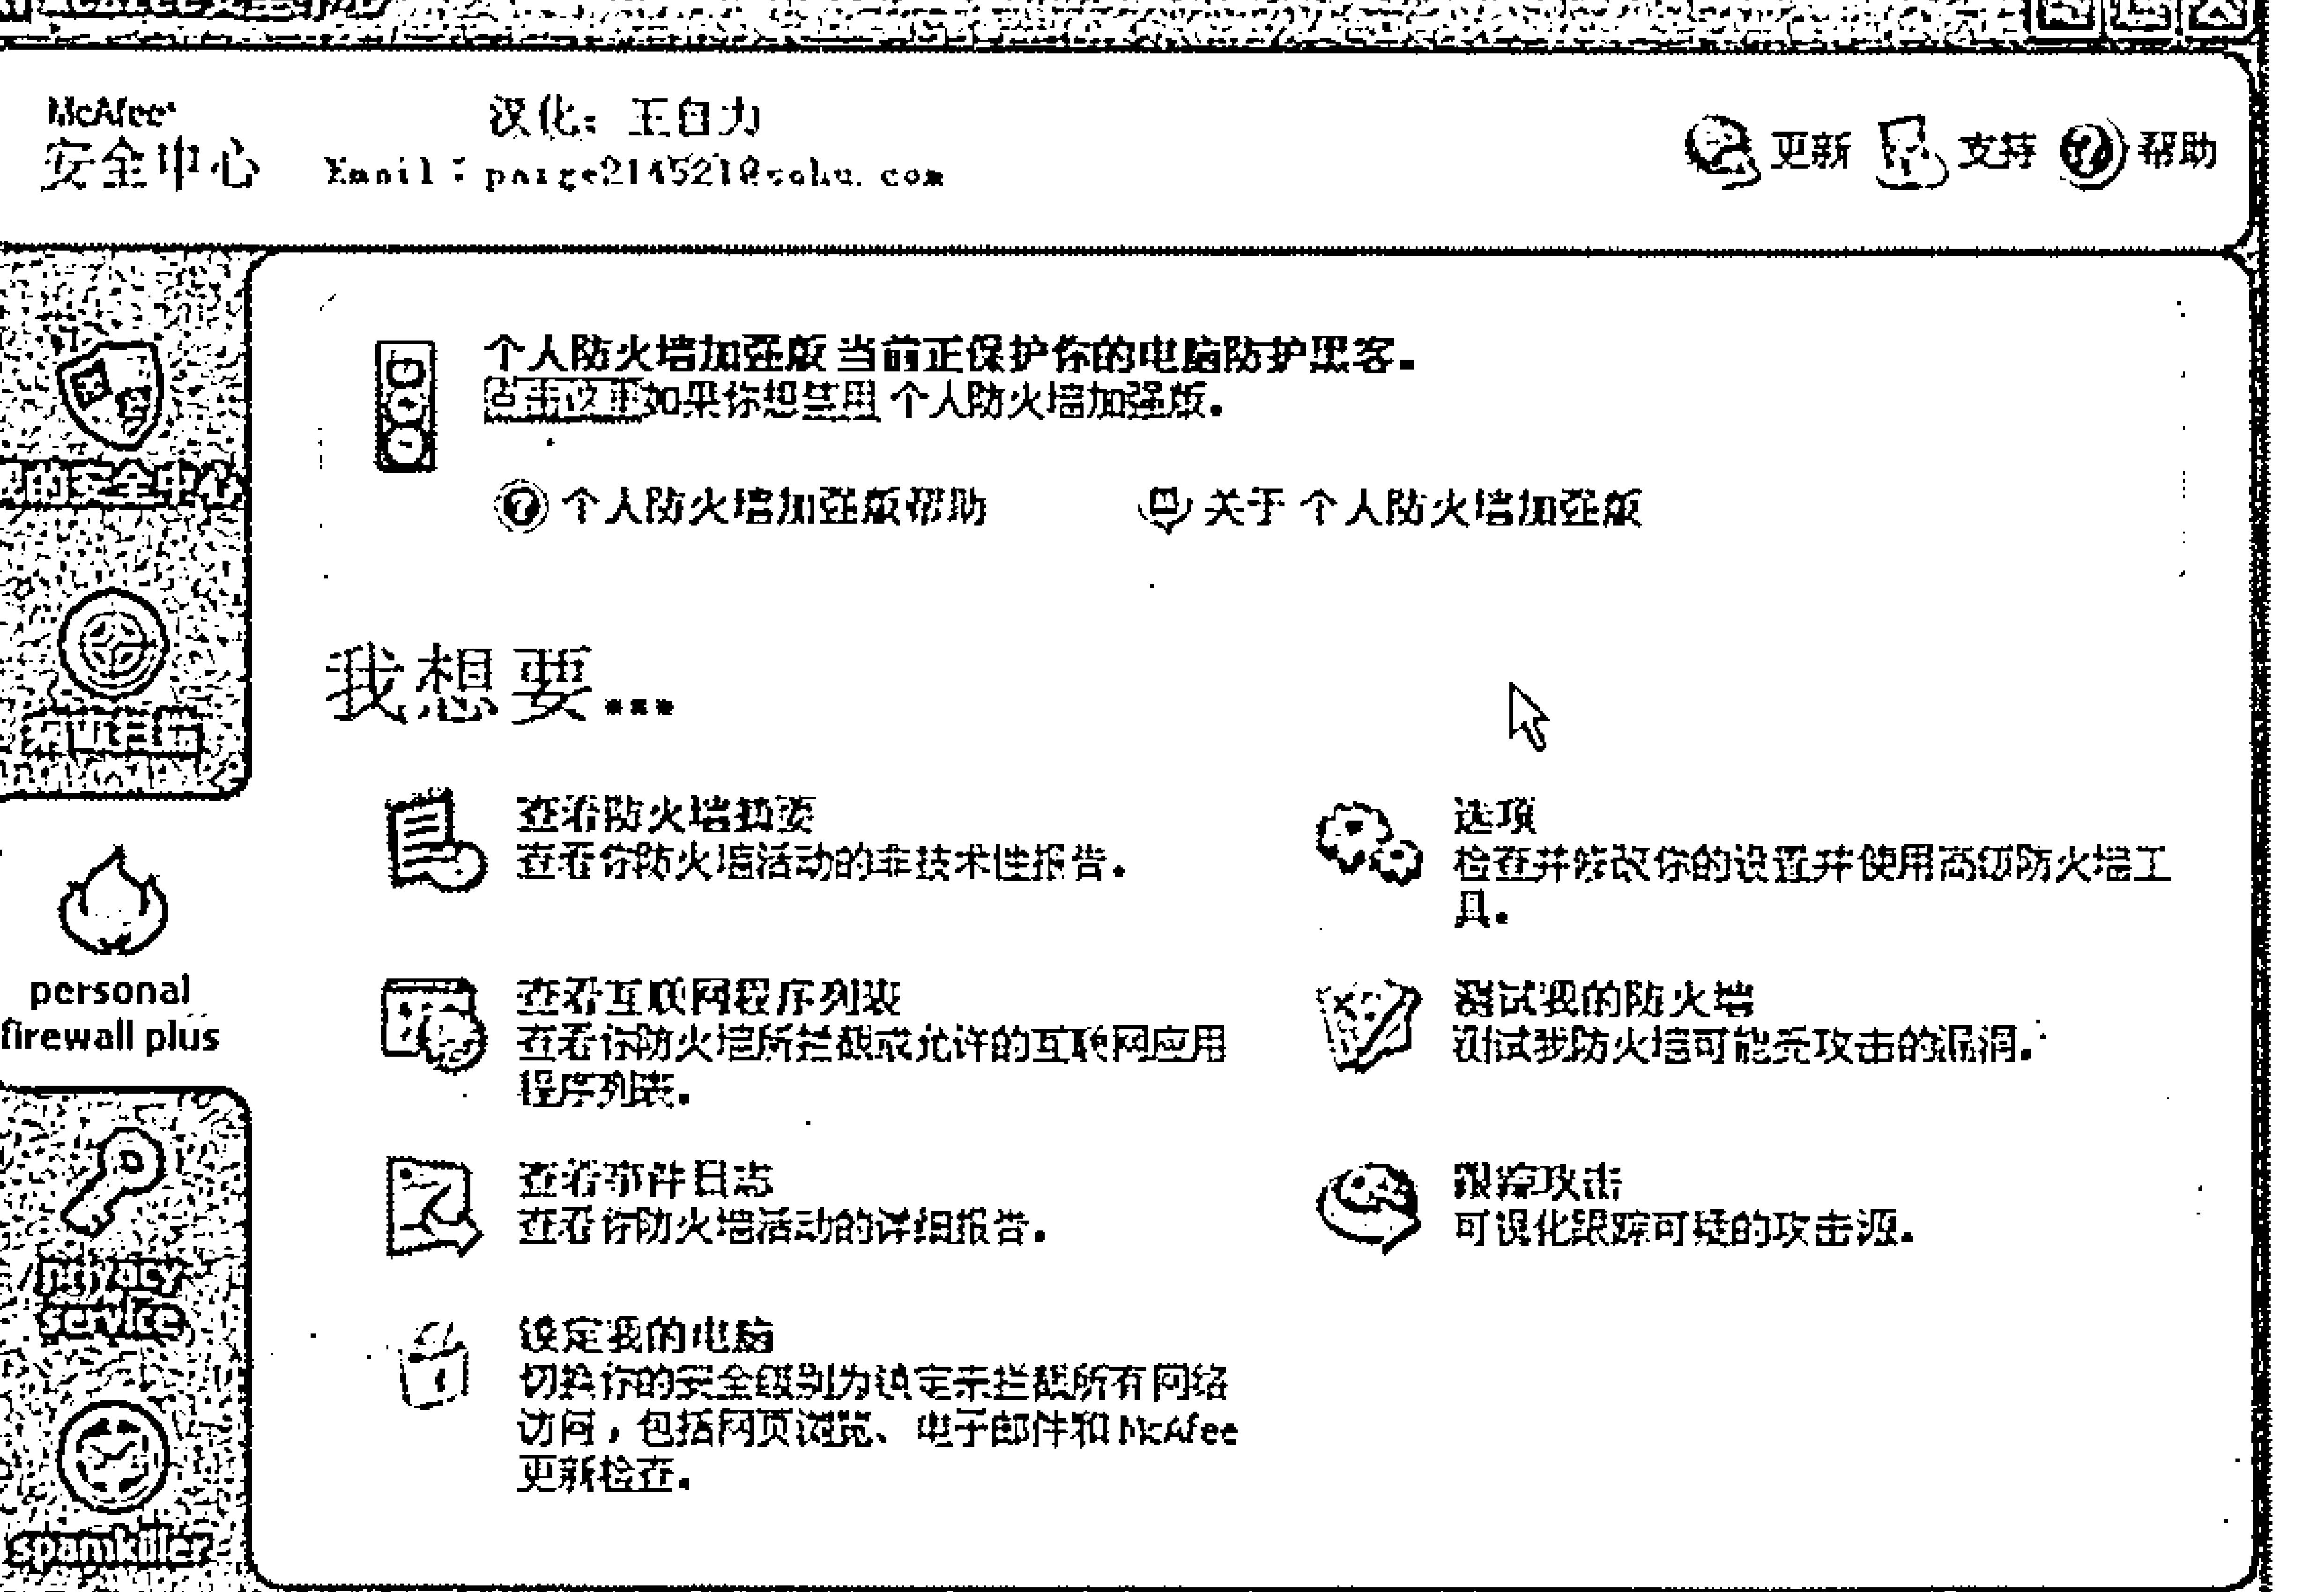 McAfee
安全中心
汉化：王自力
更新 支持 帮助
个人防火墙加强版 当前正保护你的电脑防护黑客。
点击这里如果你想禁用 个人防火墙加强版。
个人防火墙加强版帮助
关于 个人防火墙加强版
我的安全中心
我想要...
查看防火墙摘要
查看你防火墙活动的非技术性报告。
选项
检查并修改你的设置并使用高级防火墙工
具。
personal
firewall plus
查看互联网程序列表
查看你防火墙所拦截或允许的互联网应用
程序列表。
测试我的防火墙
测试我防火墙可能受攻击的漏洞。
查看事件日志
查看你防火墙活动的详细报告。
跟踪攻击
可视化跟踪可疑的攻击源。
privacy
service
锁定我的电脑
切换你的安全级别为锁定来拦截所有网络
访问，包括网页浏览、电子邮件和 McAfee
更新检查。
spamkiller